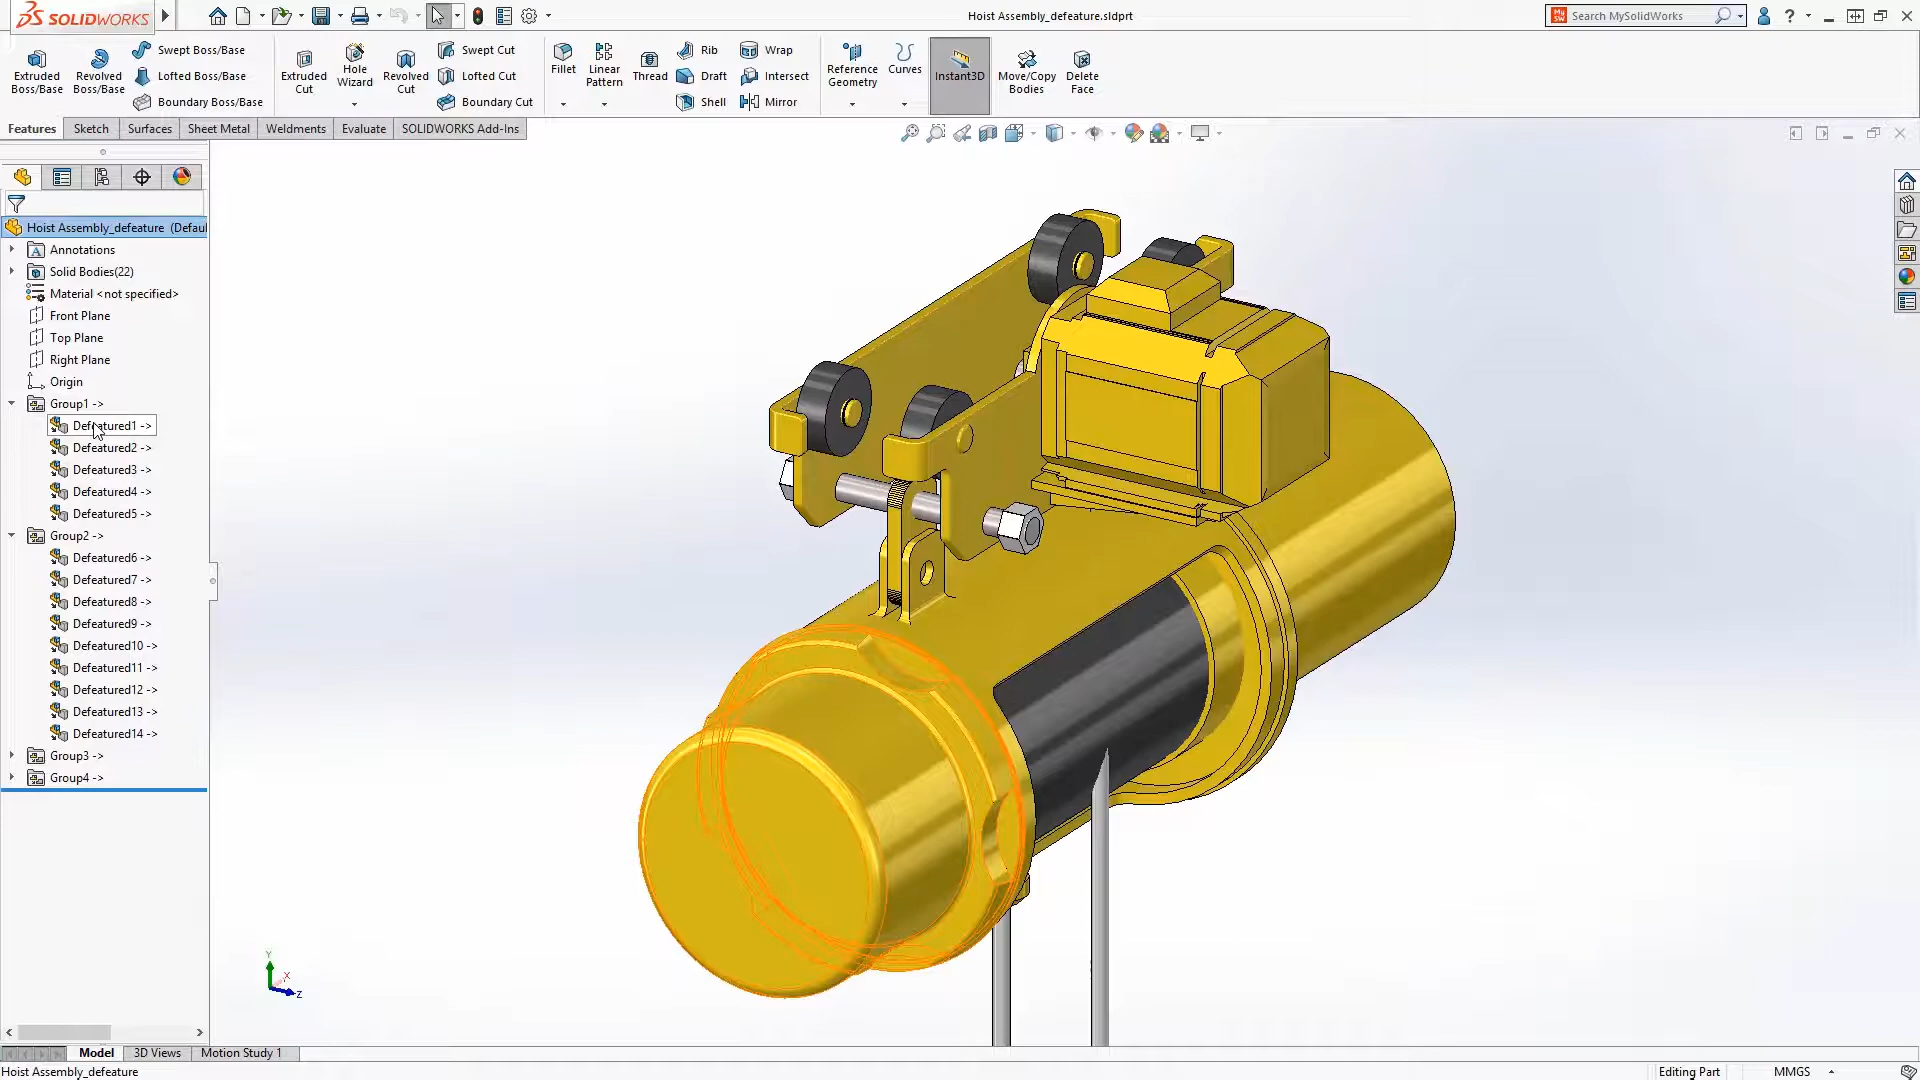 SOLIDWORKS
Hoist Assembly_defeature.sldprt
Search MySolidWorks
Extruded Boss/Base
Revolved Boss/Base
Swept Boss/Base
Lofted Boss/Base
Boundary Boss/Base
Extruded Cut
Hole Wizard
Revolved Cut
Swept Cut
Lofted Cut
Boundary Cut
Fillet
Linear Pattern
Thread
Rib
Draft
Shell
Wrap
Intersect
Mirror
Reference Geometry
Curves
Instant3D
Move/Copy Bodies
Delete Face
Features
Sketch
Surfaces
Sheet Metal
Weldments
Evaluate
SOLIDWORKS Add-Ins
Hoist Assembly_defeature (Defau
Annotations
Solid Bodies(22)
Material <not specified>
Front Plane
Top Plane
Right Plane
Origin
Group1 ->
Defeatured1 ->
Defeatured2 ->
Defeatured3 ->
Defeatured4 ->
Defeatured5 ->
Group2 ->
Defeatured6 ->
Defeatured7 ->
Defeatured8 ->
Defeatured9 ->
Defeatured10 ->
Defeatured11 ->
Defeatured12 ->
Defeatured13 ->
Defeatured14 ->
Group3 ->
Group4 ->
Y
X
Z
Model
3D Views
Motion Study 1
Hoist Assembly_defeature
Editing Part
MMGS